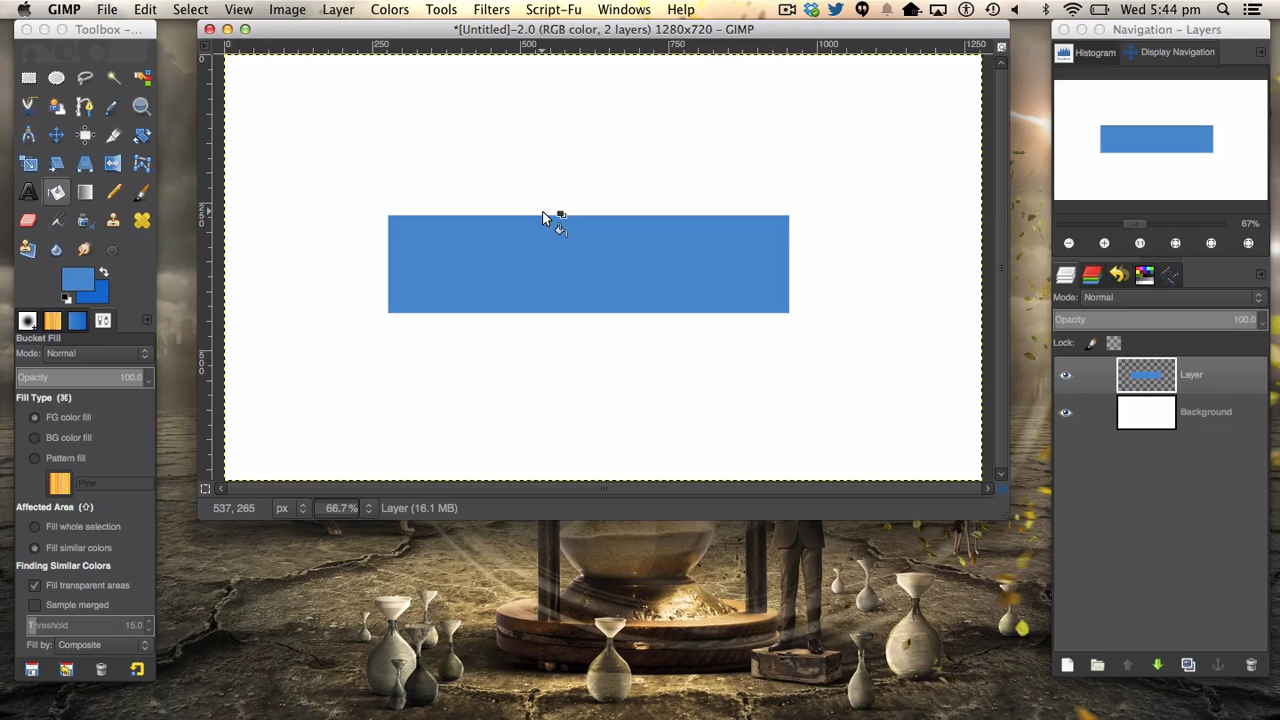 GIMP File Edit Select View Image Layer Colors Tools Filters Script-Fu Windows Help Wed 5:44 pm
Toolbox –...
*[Untitled]-2.0 (RGB color, 2 layers) 1280x720 – GIMP
Navigation – Layers
Histogram Display Navigation
0 250 500 750 1000 1250
0
250
500
67%
Mode: Normal
Opacity 100.0
Lock:
Layer
Background
Bucket Fill
Mode: Normal
Opacity 100.0
Fill Type (⌘)
FG color fill
BG color fill
Pattern fill
Pine
Affected Area (⇧)
Fill whole selection
Fill similar colors
Finding Similar Colors
Fill transparent areas
Sample merged
Threshold 15.0
Fill by: Composite
537, 265 px 66.7% Layer (16.1 MB)